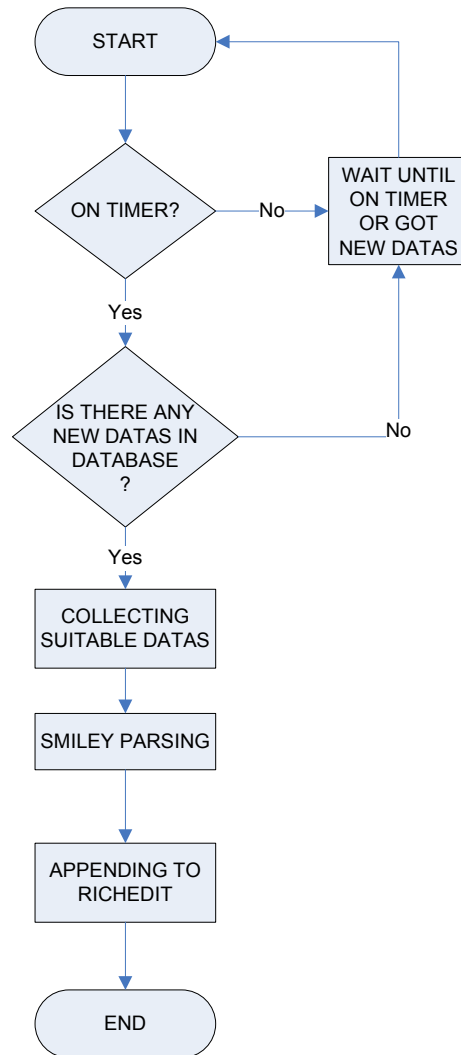 START
ON TIMER?
No
WAIT UNTIL
ON TIMER
OR GOT
NEW DATAS
Yes
IS THERE ANY
NEW DATAS IN
DATABASE
?
No
Yes
COLLECTING
SUITABLE DATAS
SMILEY PARSING
APPENDING TO
RICHEDIT
END